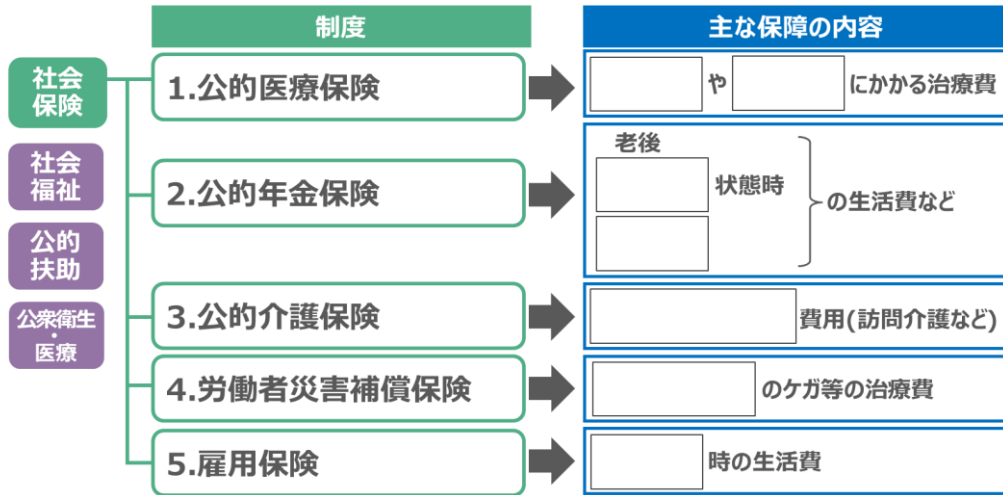 制度
主な保障の内容
社会
保険
社会
福祉
公的
扶助
公衆衛生
・
医療
1.公的医療保険
や にかかる治療費
2.公的年金保険
老後
状態時
の生活費など
3.公的介護保険
費用(訪問介護など)
4.労働者災害補償保険
のケガ等の治療費
5.雇用保険
時の生活費